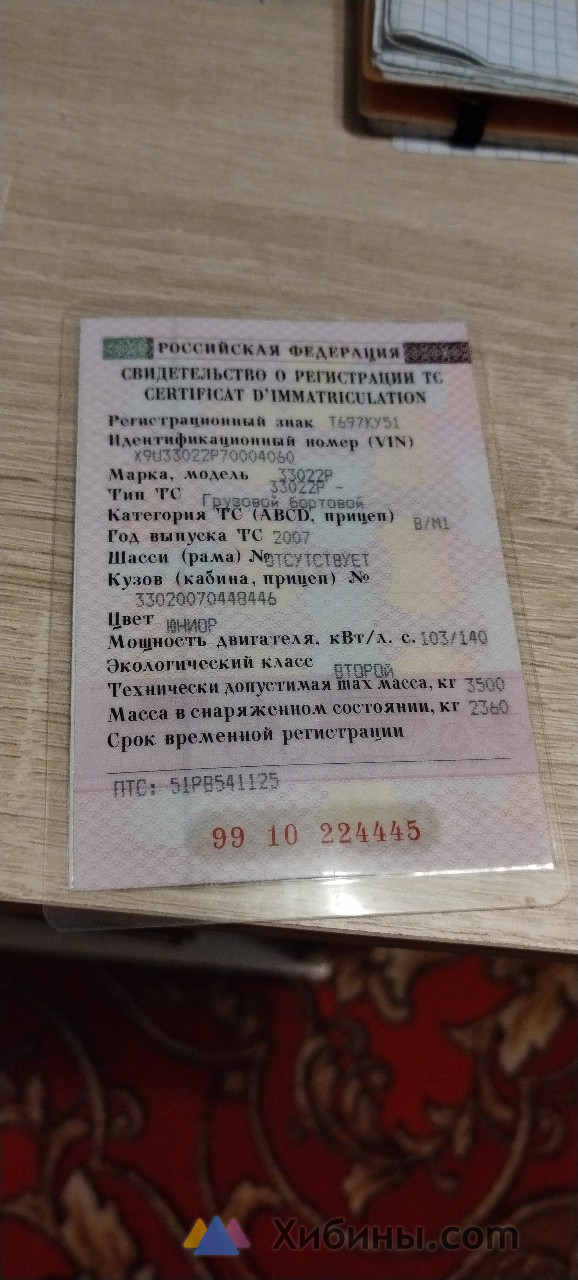 РОССИЙСКАЯ ФЕДЕРАЦИЯ
СВИДЕТЕЛЬСТВО О РЕГИСТРАЦИИ ТС
CERTIFICAT D'IMMATRICULATION
Регистрационный знак Т697КУ51
Идентификационный номер (VIN)
X9U33022P70004060
Марка, модель 33022Р
33022Р -
Тип ТС Грузовой бортовой
Категория ТС (ABCD, прицеп) B/M1
Год выпуска ТС 2007
Шасси (рама) № ОТСУТСТВУЕТ
Кузов (кабина, прицеп) №
33020070448446
Цвет ЮНИОР
Мощность двигателя, кВт/л. с. 103/140
Экологический класс ВТОРОЙ
Технически допустимая max масса, кг 3500
Масса в снаряженном состоянии, кг 2360
Срок временной регистрации
ПТС: 51РВ541125
99 10 224445
Хибины.com